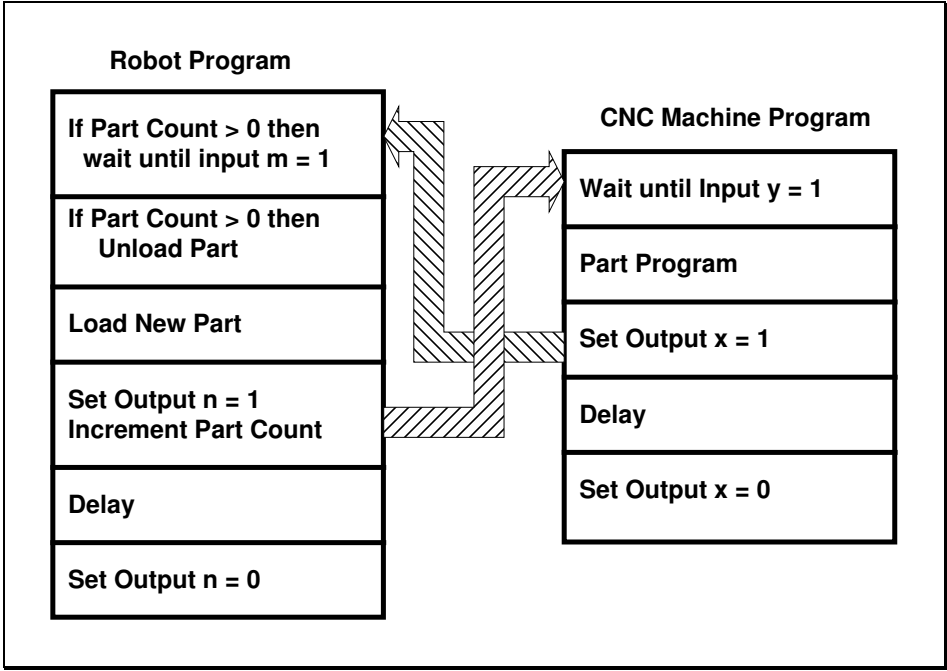 Robot Program
If Part Count > 0 then
wait until input m = 1
If Part Count > 0 then
Unload Part
Load New Part
Set Output n = 1
Increment Part Count
Delay
Set Output n = 0
CNC Machine Program
Wait until Input y = 1
Part Program
Set Output x = 1
Delay
Set Output x = 0